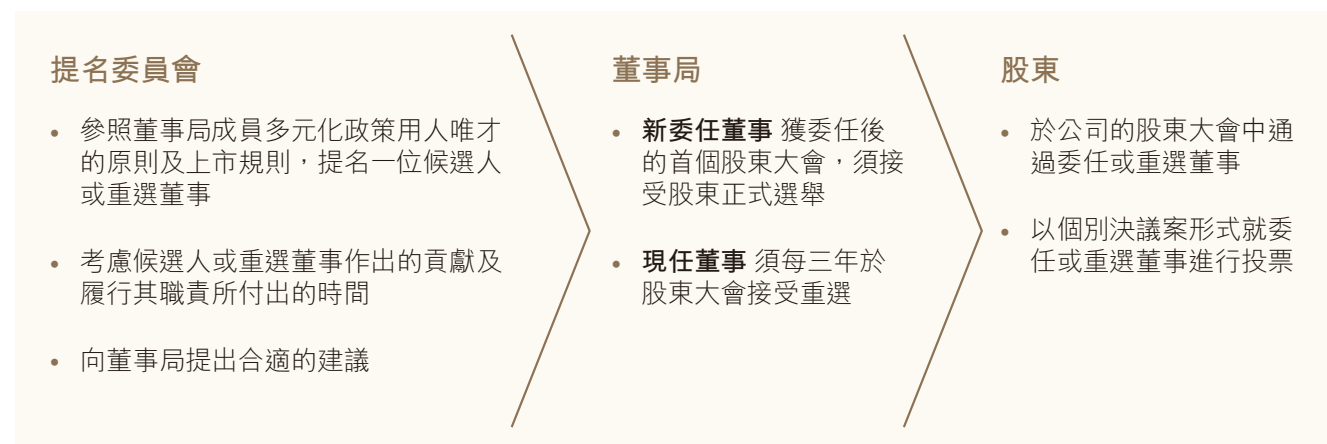 提名委員會
• 參照董事局成員多元化政策用人唯才
的原則及上市規則，提名一位候選人
或重選董事
• 考慮候選人或重選董事作出的貢獻及
履行其職責所付出的時間
• 向董事局提出合適的建議
董事局
• 新委任董事 獲委任後
的首個股東大會，須接
受股東正式選舉
• 現任董事 須每三年於
股東大會接受重選
股東
• 於公司的股東大會中通
過委任或重選董事
• 以個別決議案形式就委
任或重選董事進行投票